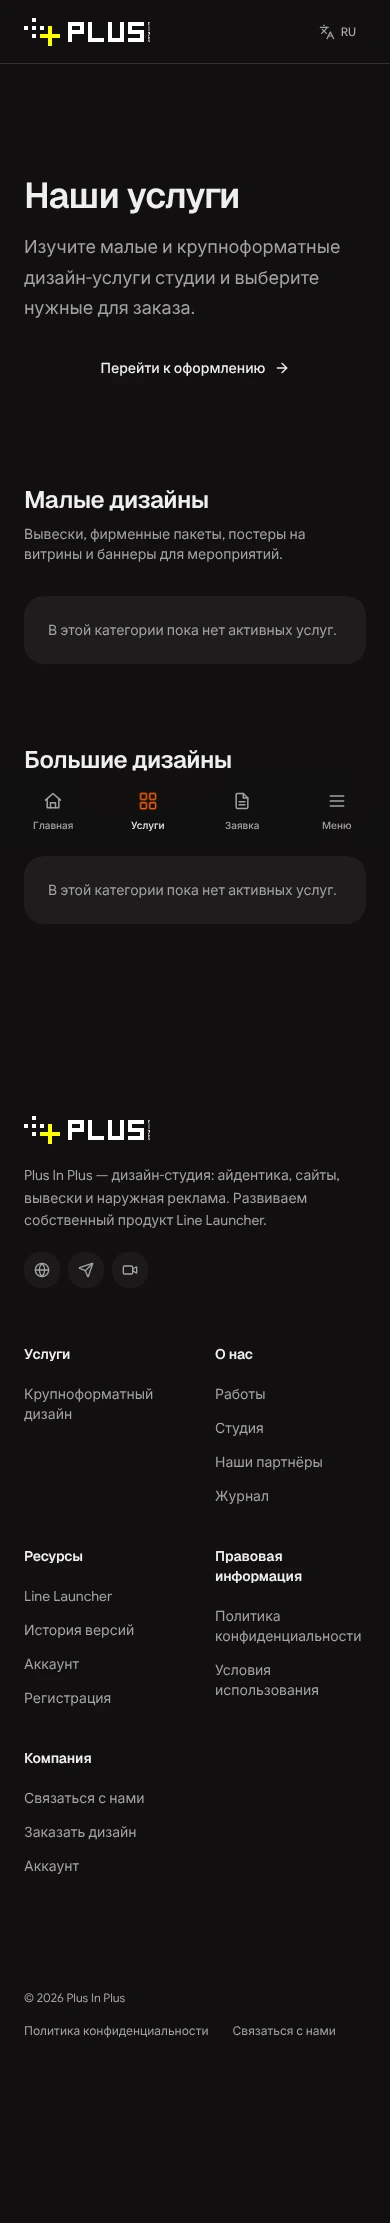 PLUS
RU
Наши услуги
Изучите малые и крупноформатные
дизайн-услуги студии и выберите
нужные для заказа.
Перейти к оформлению
Малые дизайны
Вывески, фирменные пакеты, постеры на
витрины и баннеры для мероприятий.
В этой категории пока нет активных услуг.
Большие дизайны
Главная
Услуги
Заявка
Меню
В этой категории пока нет активных услуг.
PLUS
Plus In Plus — дизайн-студия: айдентика, сайты,
вывески и наружная реклама. Развиваем
собственный продукт Line Launcher.
Услуги
Крупноформатный
дизайн
О нас
Работы
Студия
Наши партнёры
Журнал
Ресурсы
Line Launcher
История версий
Аккаунт
Регистрация
Правовая
информация
Политика
конфиденциальности
Условия
использования
Компания
Связаться с нами
Заказать дизайн
Аккаунт
© 2026 Plus In Plus
Политика конфиденциальности
Связаться с нами